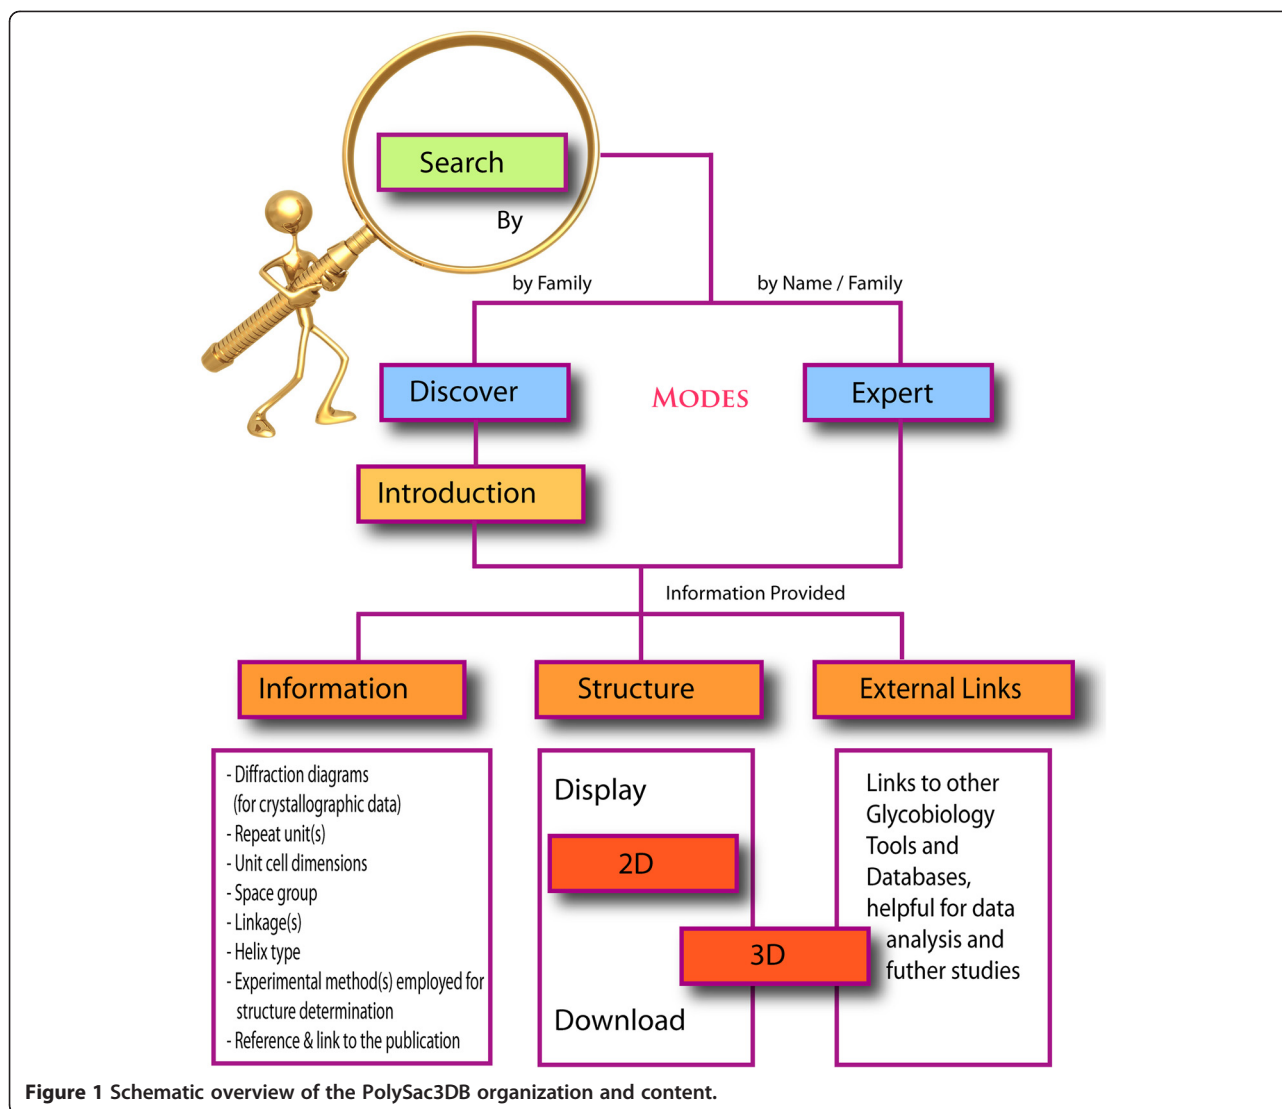 Search
By
by Family
by Name / Family
Discover
MODES
Expert
Introduction
Information Provided
Information
Structure
External Links
- Diffraction diagrams
(for crystallographic data)
- Repeat unit(s)
- Unit cell dimensions
- Space group
- Linkage(s)
- Helix type
- Experimental method(s) employed for
structure determination
- Reference & link to the publication
Display
2D
3D
Download
Links to other
Glycobiology
Tools and
Databases,
helpful for data
analysis and
futher studies
Figure 1 Schematic overview of the PolySac3DB organization and content.